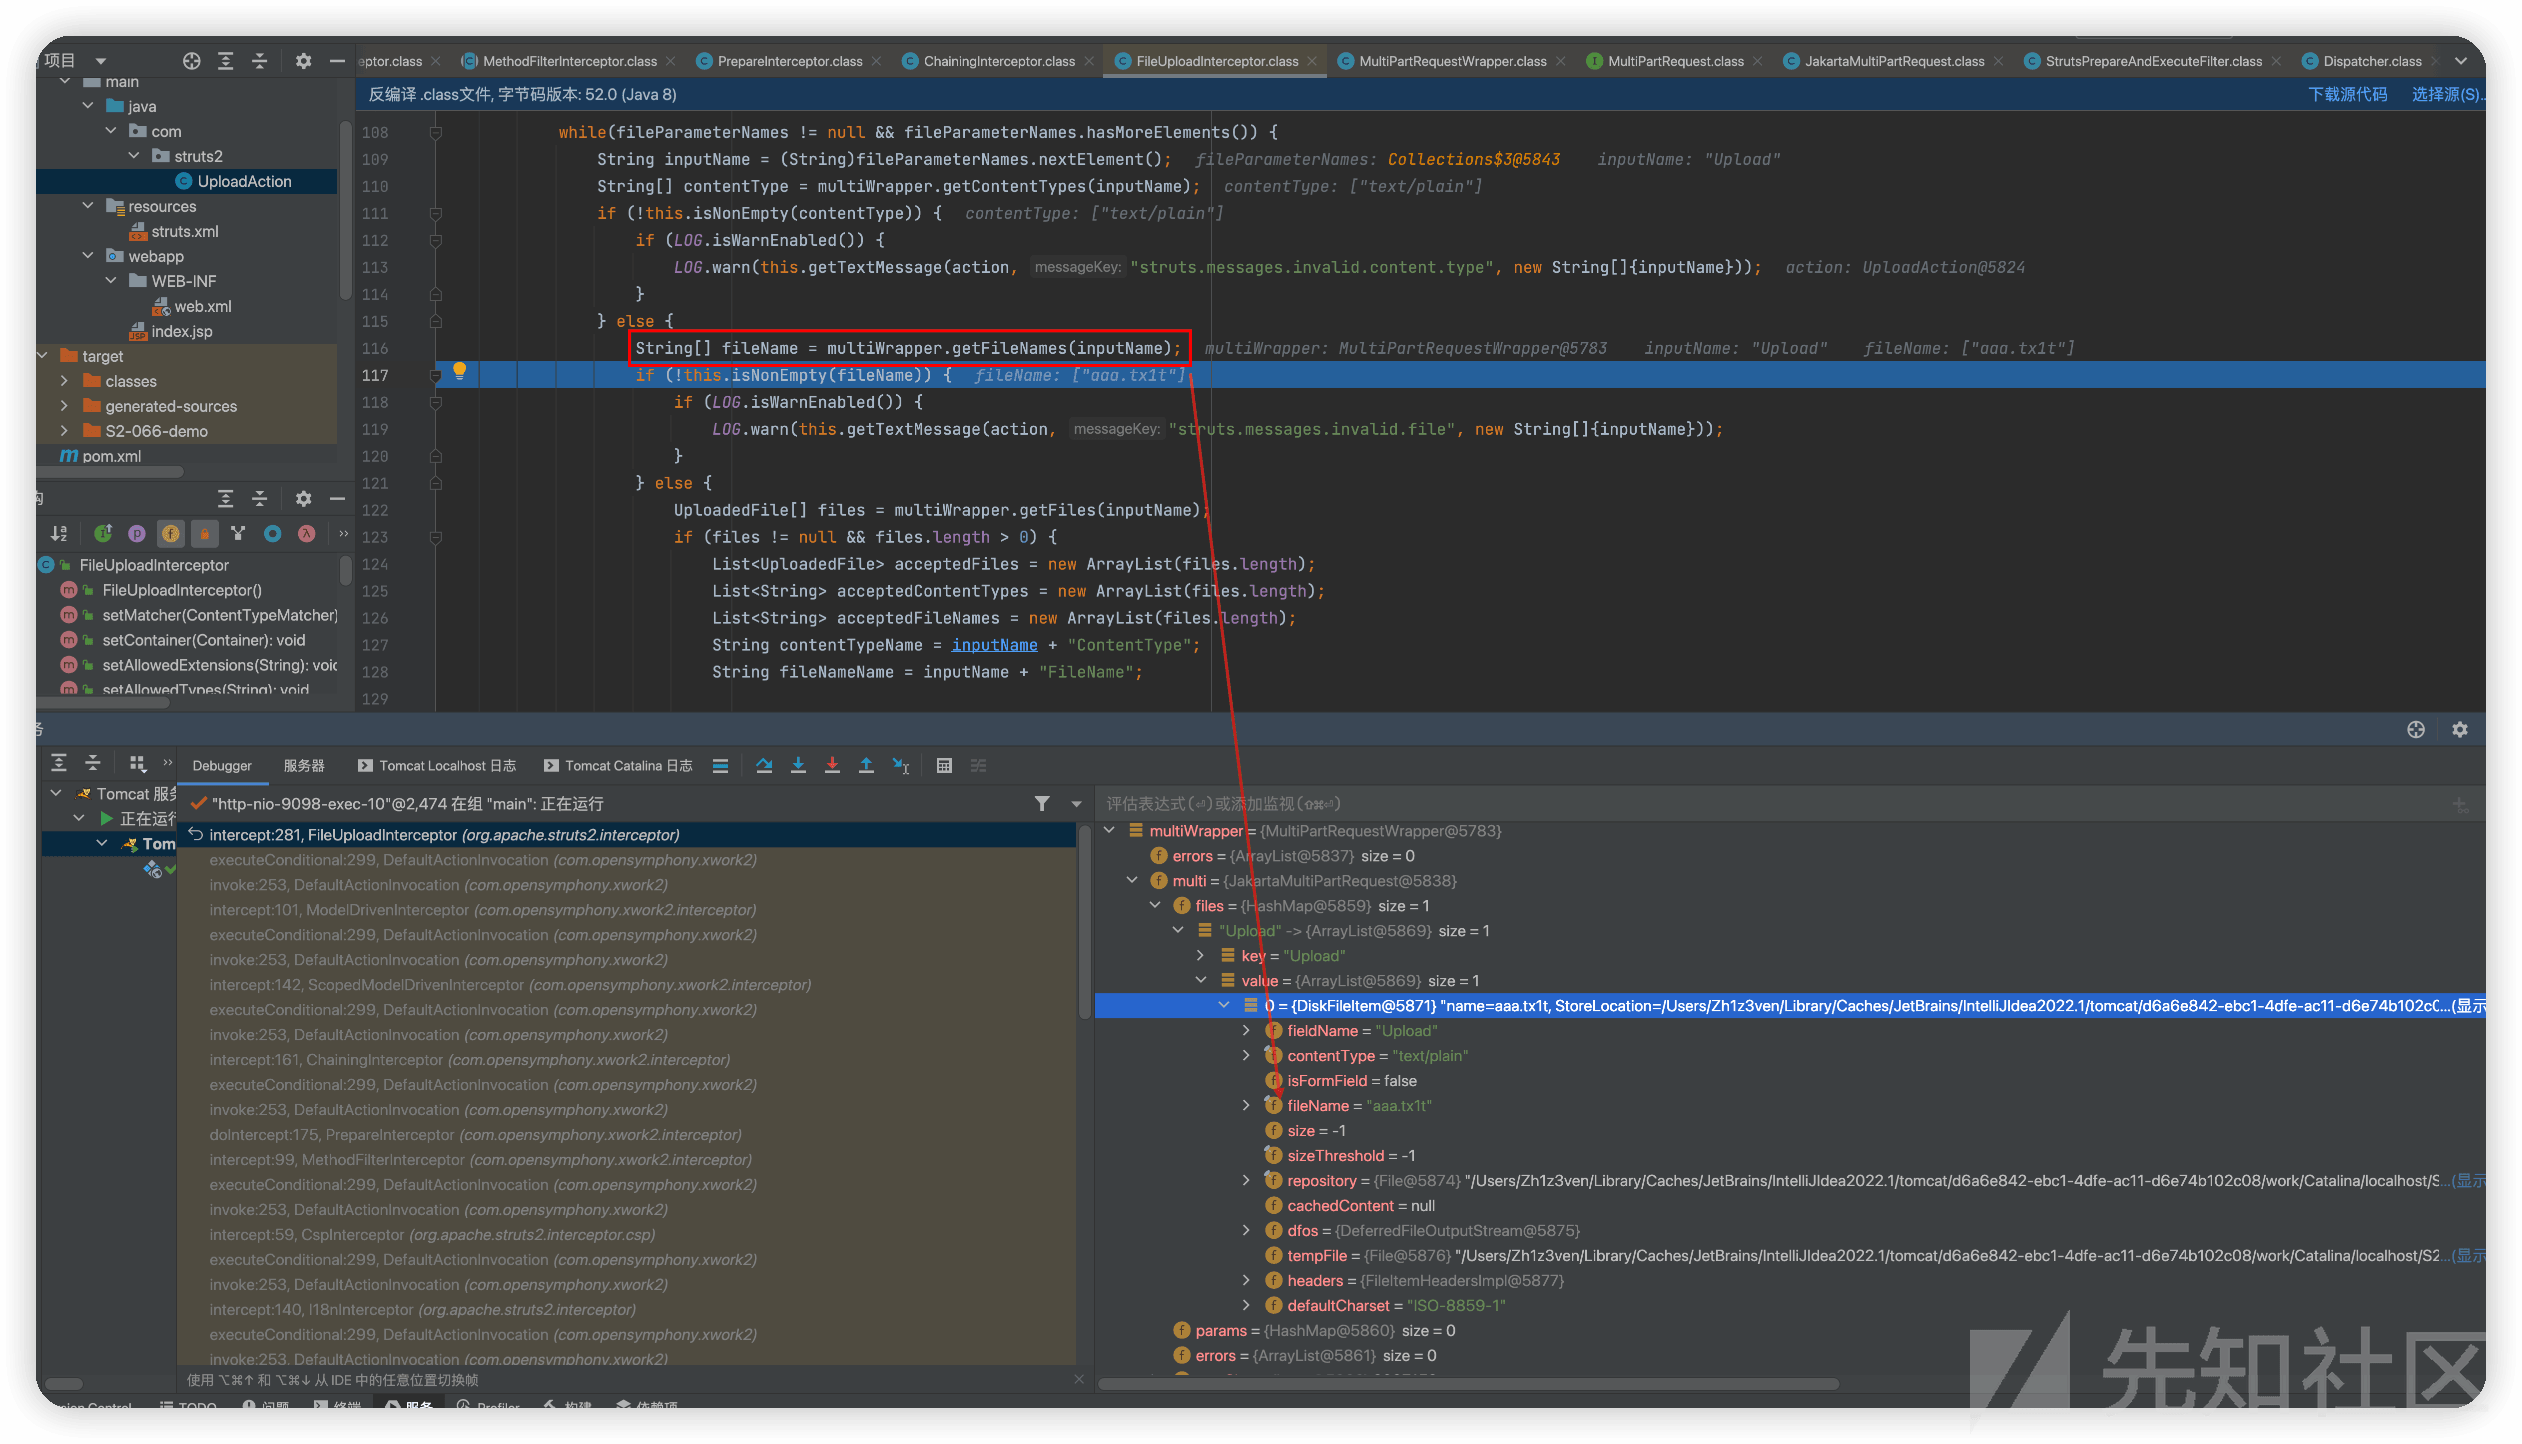 项目
eptor.class
MethodFilterInterceptor.class
PrepareInterceptor.class
ChainingInterceptor.class
FileUploadInterceptor.class
MultiPartRequestWrapper.class
MultiPartRequest.class
JakartaMultiPartRequest.class
StrutsPrepareAndExecuteFilter.class
Dispatcher.class
main
java
com
struts2
UploadAction
resources
struts.xml
webapp
WEB-INF
web.xml
index.jsp
target
classes
generated-sources
S2-066-demo
pom.xml
反编译 .class文件, 字节码版本: 52.0 (Java 8)
下载源代码 选择源(S)..
108 while(fileParameterNames != null && fileParameterNames.hasMoreElements()) {
109 String inputName = (String)fileParameterNames.nextElement(); fileParameterNames: Collections$3@5843 inputName: "Upload"
110 String[] contentType = multiWrapper.getContentTypes(inputName); contentType: ["text/plain"]
111 if (!this.isNonEmpty(contentType)) { contentType: ["text/plain"]
112 if (LOG.isWarnEnabled()) {
113 LOG.warn(this.getTextMessage(action, messageKey: "struts.messages.invalid.content.type", new String[]{inputName})); action: UploadAction@5824
114 }
115 } else {
116 String[] fileName = multiWrapper.getFileNames(inputName); multiWrapper: MultiPartRequestWrapper@5783 inputName: "Upload" fileName: ["aaa.tx1t"]
117 if (!this.isNonEmpty(fileName)) { fileName: ["aaa.tx1t"]
118 if (LOG.isWarnEnabled()) {
119 LOG.warn(this.getTextMessage(action, messageKey: "struts.messages.invalid.file", new String[]{inputName}));
120 }
121 } else {
122 UploadedFile[] files = multiWrapper.getFiles(inputName);
123 if (files != null && files.length > 0) {
124 List<UploadedFile> acceptedFiles = new ArrayList(files.length);
125 List<String> acceptedContentTypes = new ArrayList(files.length);
126 List<String> acceptedFileNames = new ArrayList(files.length);
127 String contentTypeName = inputName + "ContentType";
128 String fileNameName = inputName + "FileName";
129
FileUploadInterceptor
FileUploadInterceptor()
setMatcher(ContentTypeMatcher)
setContainer(Container): void
setAllowedExtensions(String): voic
setAllowedTypes(String): void
Debugger 服务器 Tomcat Localhost 日志 Tomcat Catalina 日志
Tomcat 服务
正在运行
Tom
"http-nio-9098-exec-10"@2,474 在组 "main": 正在运行
intercept:281, FileUploadInterceptor (org.apache.struts2.interceptor)
executeConditional:299, DefaultActionInvocation (com.opensymphony.xwork2)
invoke:253, DefaultActionInvocation (com.opensymphony.xwork2)
intercept:101, ModelDrivenInterceptor (com.opensymphony.xwork2.interceptor)
executeConditional:299, DefaultActionInvocation (com.opensymphony.xwork2)
invoke:253, DefaultActionInvocation (com.opensymphony.xwork2)
intercept:142, ScopedModelDrivenInterceptor (com.opensymphony.xwork2.interceptor)
executeConditional:299, DefaultActionInvocation (com.opensymphony.xwork2)
invoke:253, DefaultActionInvocation (com.opensymphony.xwork2)
intercept:161, ChainingInterceptor (com.opensymphony.xwork2.interceptor)
executeConditional:299, DefaultActionInvocation (com.opensymphony.xwork2)
invoke:253, DefaultActionInvocation (com.opensymphony.xwork2)
doIntercept:175, PrepareInterceptor (com.opensymphony.xwork2.interceptor)
intercept:99, MethodFilterInterceptor (com.opensymphony.xwork2.interceptor)
executeConditional:299, DefaultActionInvocation (com.opensymphony.xwork2)
invoke:253, DefaultActionInvocation (com.opensymphony.xwork2)
intercept:59, CspInterceptor (org.apache.struts2.interceptor.csp)
executeConditional:299, DefaultActionInvocation (com.opensymphony.xwork2)
invoke:253, DefaultActionInvocation (com.opensymphony.xwork2)
intercept:140, I18nInterceptor (org.apache.struts2.interceptor)
executeConditional:299, DefaultActionInvocation (com.opensymphony.xwork2)
invoke:253, DefaultActionInvocation (com.opensymphony.xwork2)
使用 ⌥⌘↑ 和 ⌥⌘↓ 从 IDE 中的任意位置切换帧
评估表达式(⏎)或添加监视(⇧⌘⏎)
multiWrapper = {MultiPartRequestWrapper@5783}
errors = {ArrayList@5837} size = 0
multi = {JakartaMultiPartRequest@5838}
files = {HashMap@5859} size = 1
"Upload" -> {ArrayList@5869} size = 1
key = "Upload"
value = {ArrayList@5869} size = 1
0 = {DiskFileItem@5871} "name=aaa.tx1t, StoreLocation=/Users/Zh1z3ven/Library/Caches/JetBrains/IntelliJIdea2022.1/tomcat/d6a6e842-ebc1-4dfe-ac11-d6e74b102c0...(显示
fieldName = "Upload"
contentType = "text/plain"
isFormField = false
fileName = "aaa.tx1t"
size = -1
sizeThreshold = -1
repository = {File@5874} "/Users/Zh1z3ven/Library/Caches/JetBrains/IntelliJIdea2022.1/tomcat/d6a6e842-ebc1-4dfe-ac11-d6e74b102c08/work/Catalina/localhost/S...(显示
cachedContent = null
dfos = {DeferredFileOutputStream@5875}
tempFile = {File@5876} "/Users/Zh1z3ven/Library/Caches/JetBrains/IntelliJIdea2022.1/tomcat/d6a6e842-ebc1-4dfe-ac11-d6e74b102c08/work/Catalina/localhost/S2...(显示
headers = {FileItemHeadersImpl@5877}
defaultCharset = "ISO-8859-1"
params = {HashMap@5860} size = 0
errors = {ArrayList@5861} size = 0
TODO 问题 终端 服务 Profiler 构建 依赖项
先知社区